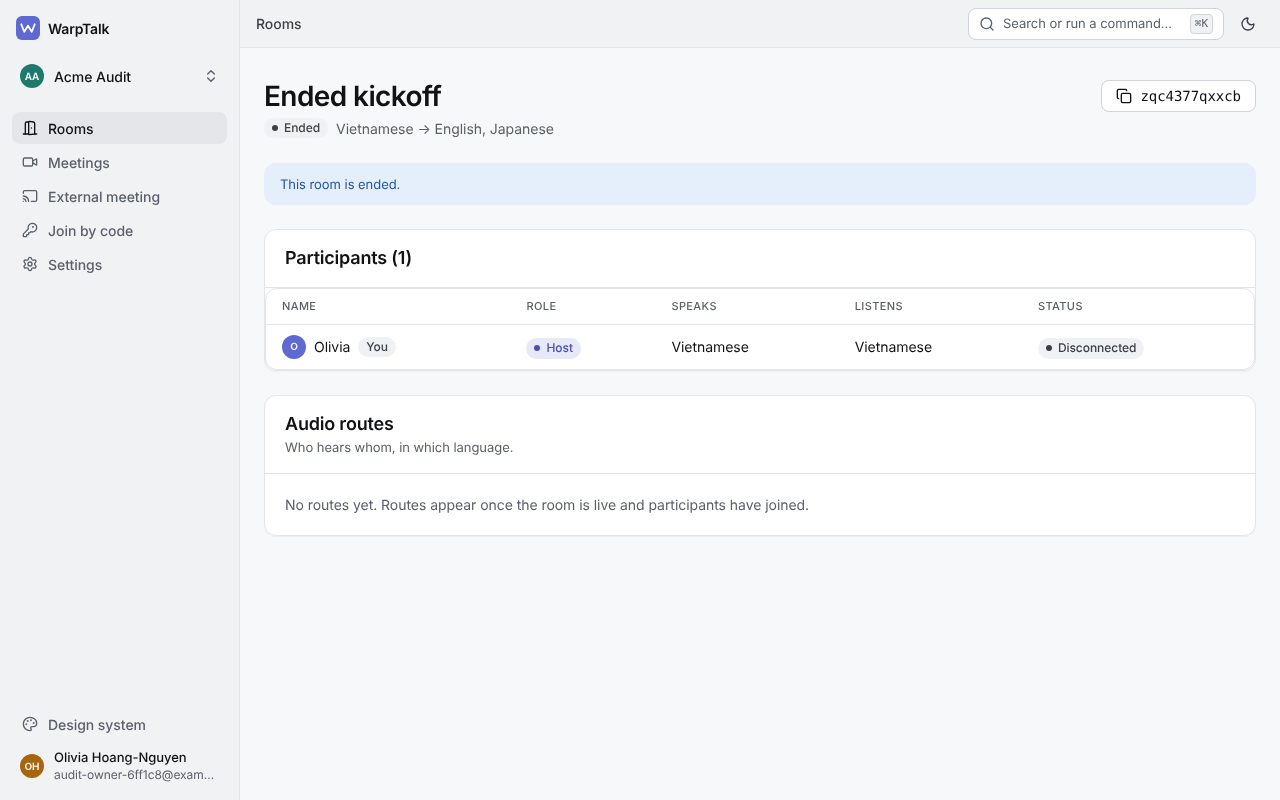 WarpTalk
AA Acme Audit
Rooms
Meetings
External meeting
Join by code
Settings
Design system
OH Olivia Hoang-Nguyen
audit-owner-6ff1c8@exam...
Rooms
Search or run a command... ⌘K
Ended kickoff
zqc4377qxxcb
Ended Vietnamese → English, Japanese
This room is ended.
Participants (1)
NAME ROLE SPEAKS LISTENS STATUS
O Olivia You Host Vietnamese Vietnamese Disconnected
Audio routes
Who hears whom, in which language.
No routes yet. Routes appear once the room is live and participants have joined.